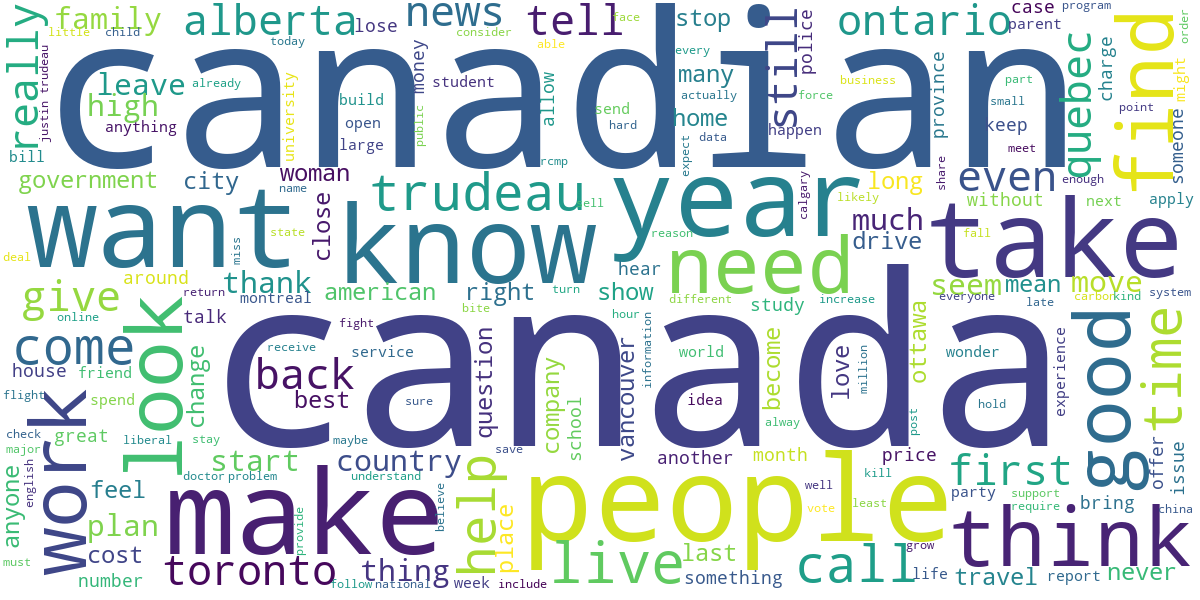 canadian
canada
people
year
want
know
take
make
think
find
need
look
work
come
good
time
live
call
help
give
trudeau
toronto
alberta
ontario
quebec
really
family
news
tell
still
stop
leave
high
government
city
woman
close
thank
american
right
show
hear
study
seem
mean
move
even
much
drive
long
without
home
many
province
police
charge
case
parent
program
order
might
someone
keep
small
part
point
meet
enough
next
apply
fall
likely
share
calgary
reason
expect
data
happen
business
force
every
actually
able
face
consider
lose
money
student
allow
send
hard
rcmp
public
build
open
large
university
already
today
child
little
justin trudeau
anything
bill
name
state
miss
deal
around
online
return
montreal
talk
turn
bite
hour
different
increase
everyone
late
carbon
kind
system
tell
fight
receive
service
back
best
sure
question
company
school
vancouver
information
world
idea
become
love
million
ottawa
wonder
hold
experience
post
alway
house
friend
flight
spend
change
check
great
major
liberal
stay
start
maybe
save
country
another
month
price
first
offer
issue
party
support
require
bring
china
anyone
english
feel
plan
cost
number
must
doctor
problem
understand
believe
provide
thing
follow
national
week
include
place
last
something
well
kill
vote
least
grow
life
travel
report
never